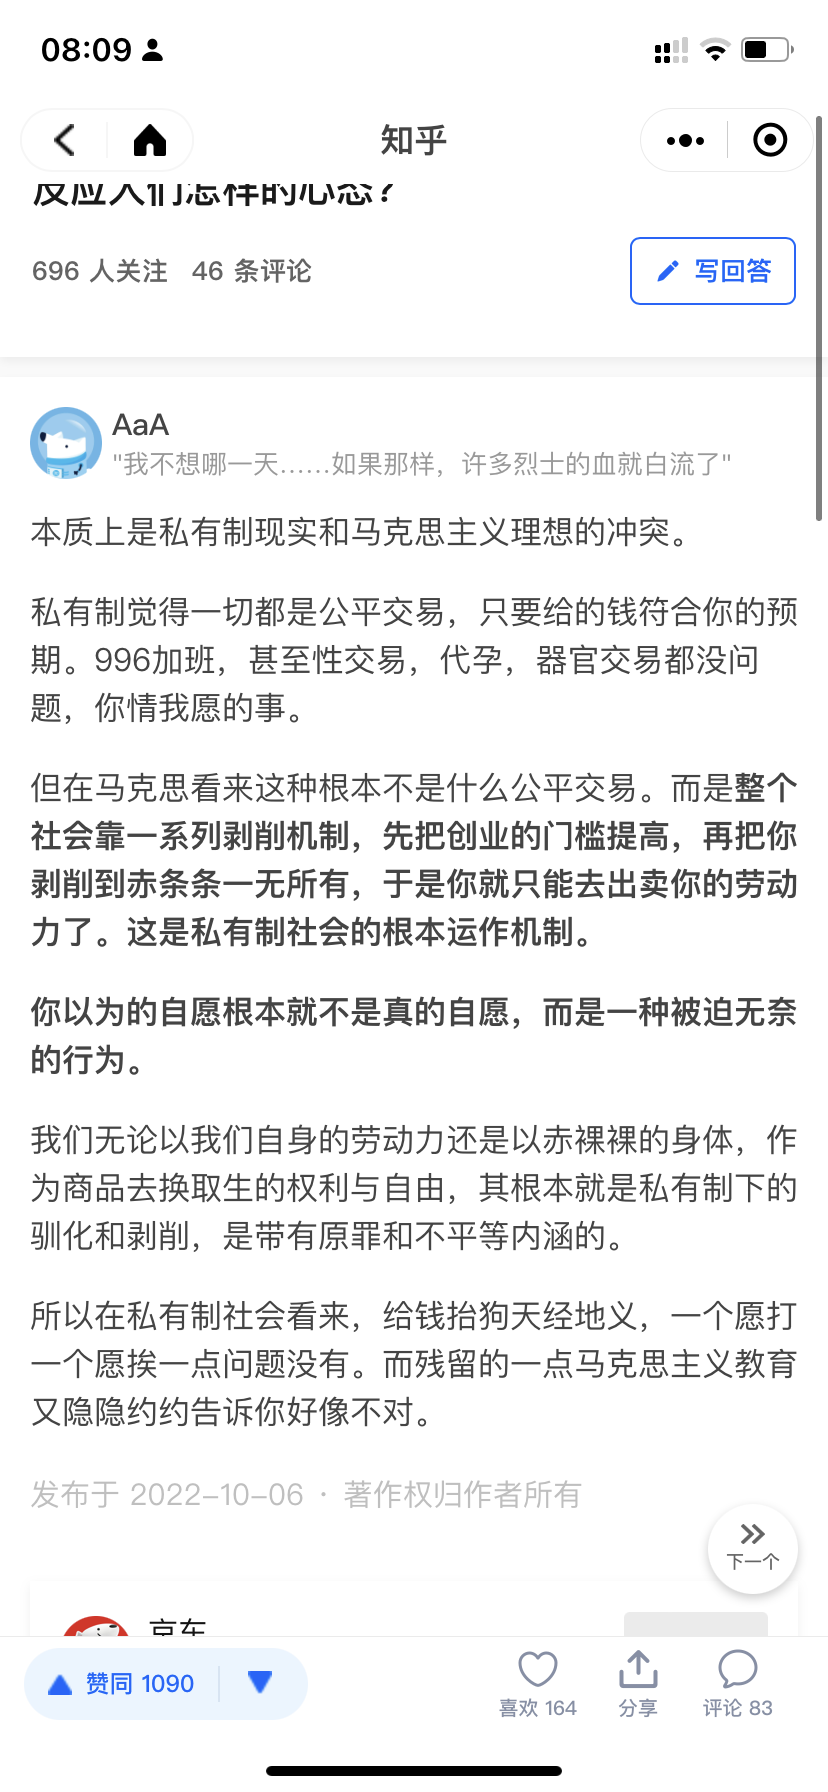 08:09
知乎
反应人们怎样的心态？
696 人关注 46 条评论
写回答
AaA
"我不想哪一天......如果那样，许多烈士的血就白流了"
本质上是私有制现实和马克思主义理想的冲突。
私有制觉得一切都是公平交易，只要给的钱符合你的预
期。996加班，甚至性交易，代孕，器官交易都没问
题，你情我愿的事。
但在马克思看来这种根本不是什么公平交易。而是整个
社会靠一系列剥削机制，先把创业的门槛提高，再把你
剥削到赤条条一无所有，于是你就只能去出卖你的劳动
力了。这是私有制社会的根本运作机制。
你以为的自愿根本就不是真的自愿，而是一种被迫无奈
的行为。
我们无论以我们自身的劳动力还是以赤裸裸的身体，作
为商品去换取生的权利与自由，其根本就是私有制下的
驯化和剥削，是带有原罪和不平等内涵的。
所以在私有制社会看来，给钱抬狗天经地义，一个愿打
一个愿挨一点问题没有。而残留的一点马克思主义教育
又隐隐约约告诉你好像不对。
发布于 2022-10-06 · 著作权归作者所有
下一个
京东
赞同 1090
喜欢 164
分享
评论 83